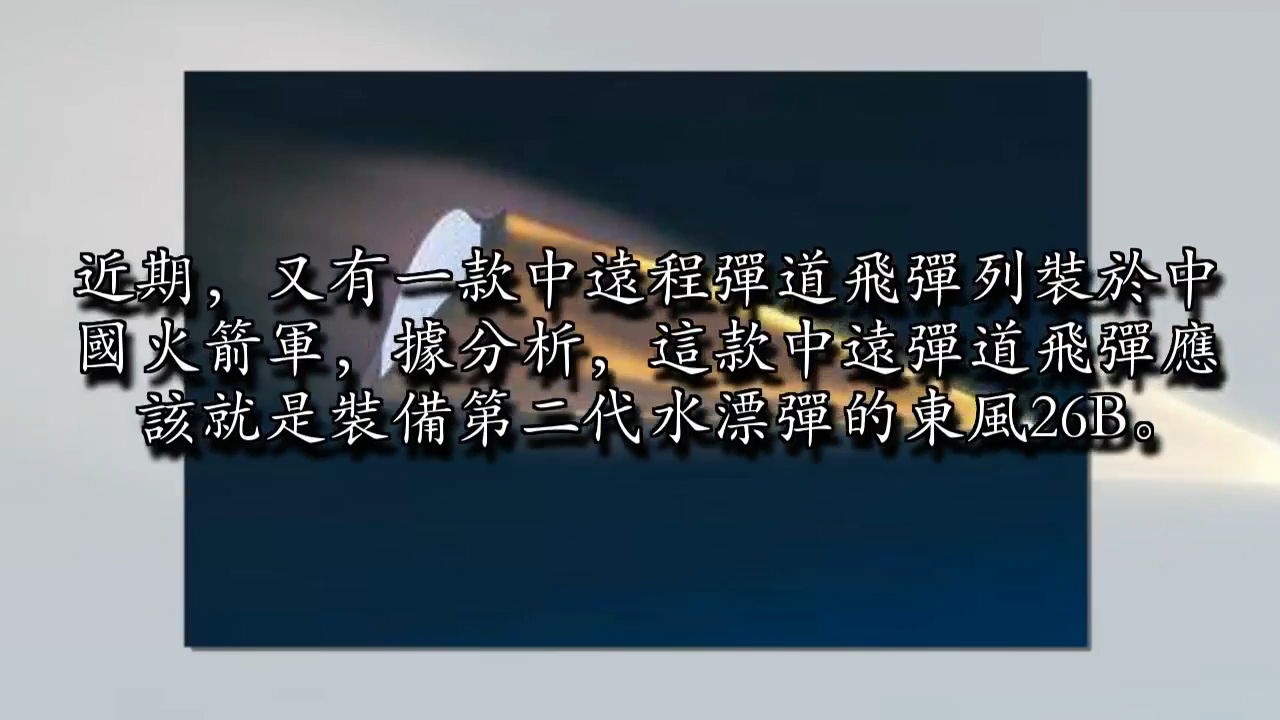 近期，又有一款中遠程彈道飛彈列裝於中
國火箭軍，據分析，這款中遠彈道飛彈應
該就是裝備第二代水漂彈的東風26B。